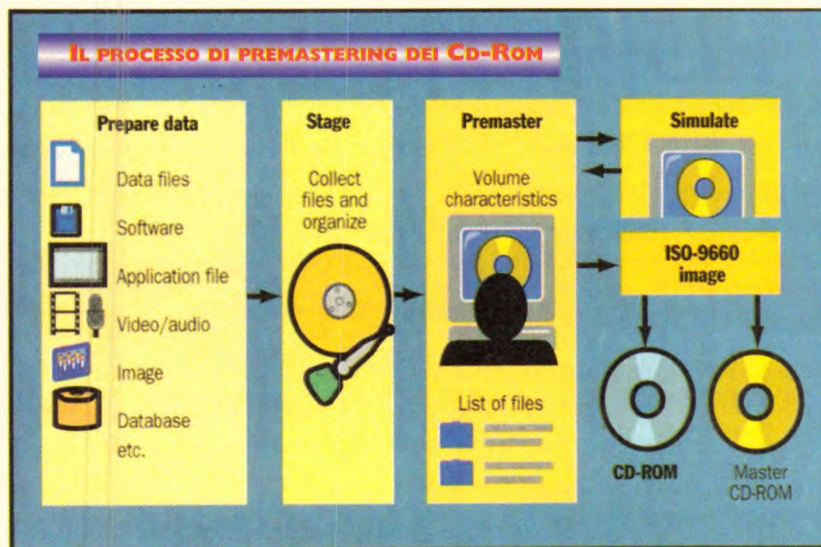 IL PROCESSO DI PREMASTERING DEI CD-ROM
Prepare data
Data files
Software
Application file
Video/audio
Image
Database
etc.
Stage
Collect
files and
organize
Premaster
Volume
characteristics
List of files
Simulate
ISO-9660
image
CD-ROM
Master
CD-ROM